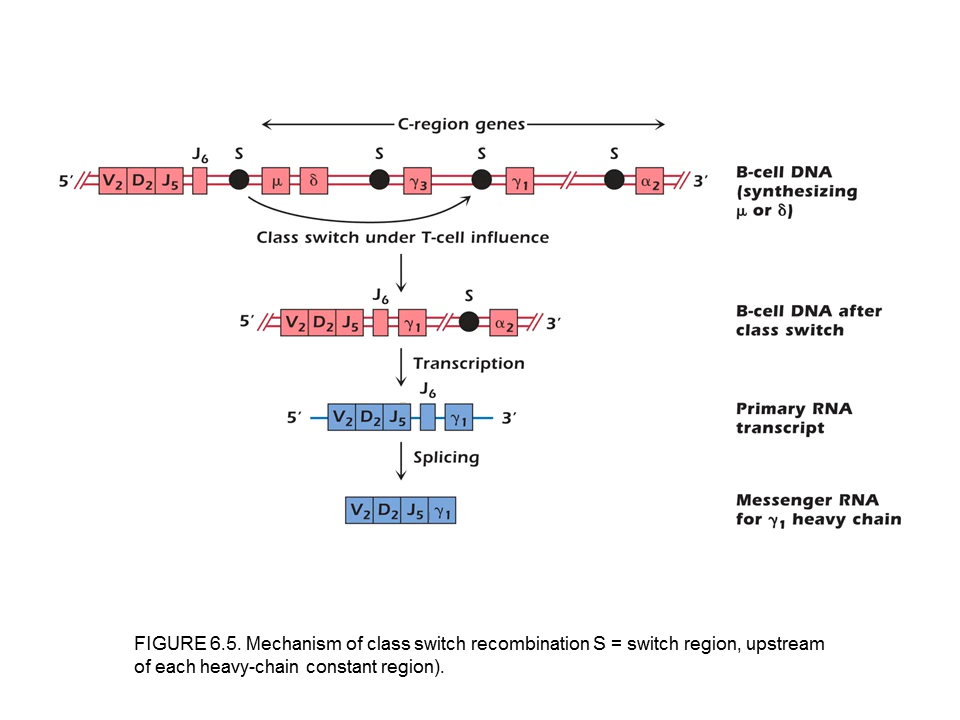 C-region genes
J6 S S S S
5′ V2 D2 J5 μ δ γ3 γ1 α2 3′
B-cell DNA
(synthesizing
μ or δ)
Class switch under T-cell influence
J6 S
5′ V2 D2 J5 γ1 α2 3′
B-cell DNA after
class switch
Transcription
J6
5′ V2 D2 J5 γ1 3′
Primary RNA
transcript
Splicing
V2 D2 J5 γ1
Messenger RNA
for γ1 heavy chain
FIGURE 6.5. Mechanism of class switch recombination S = switch region, upstream
of each heavy-chain constant region).